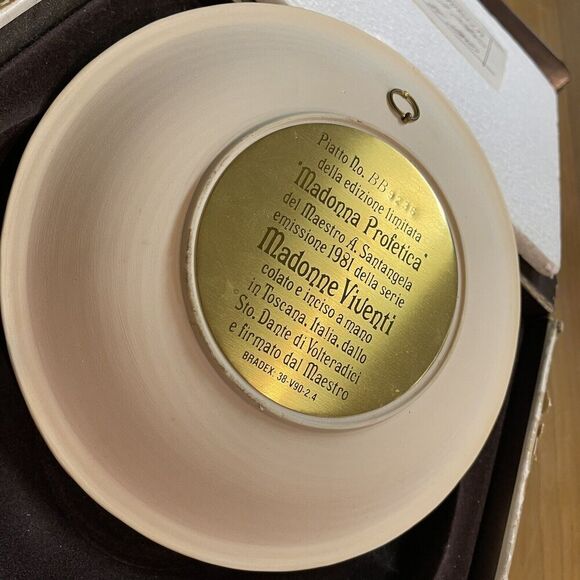 Piatto No. BB
della edizione limitata
"Madonna Profetica"
del Maestro A. Santangela
emissione 1981 della serie
Madonne Viventi
colato e inciso a mano
in Toscana, Italia, dallo
Sto. Dante di Volteradici
e firmato dal Maestro
BRADEX 38-V90-2.4